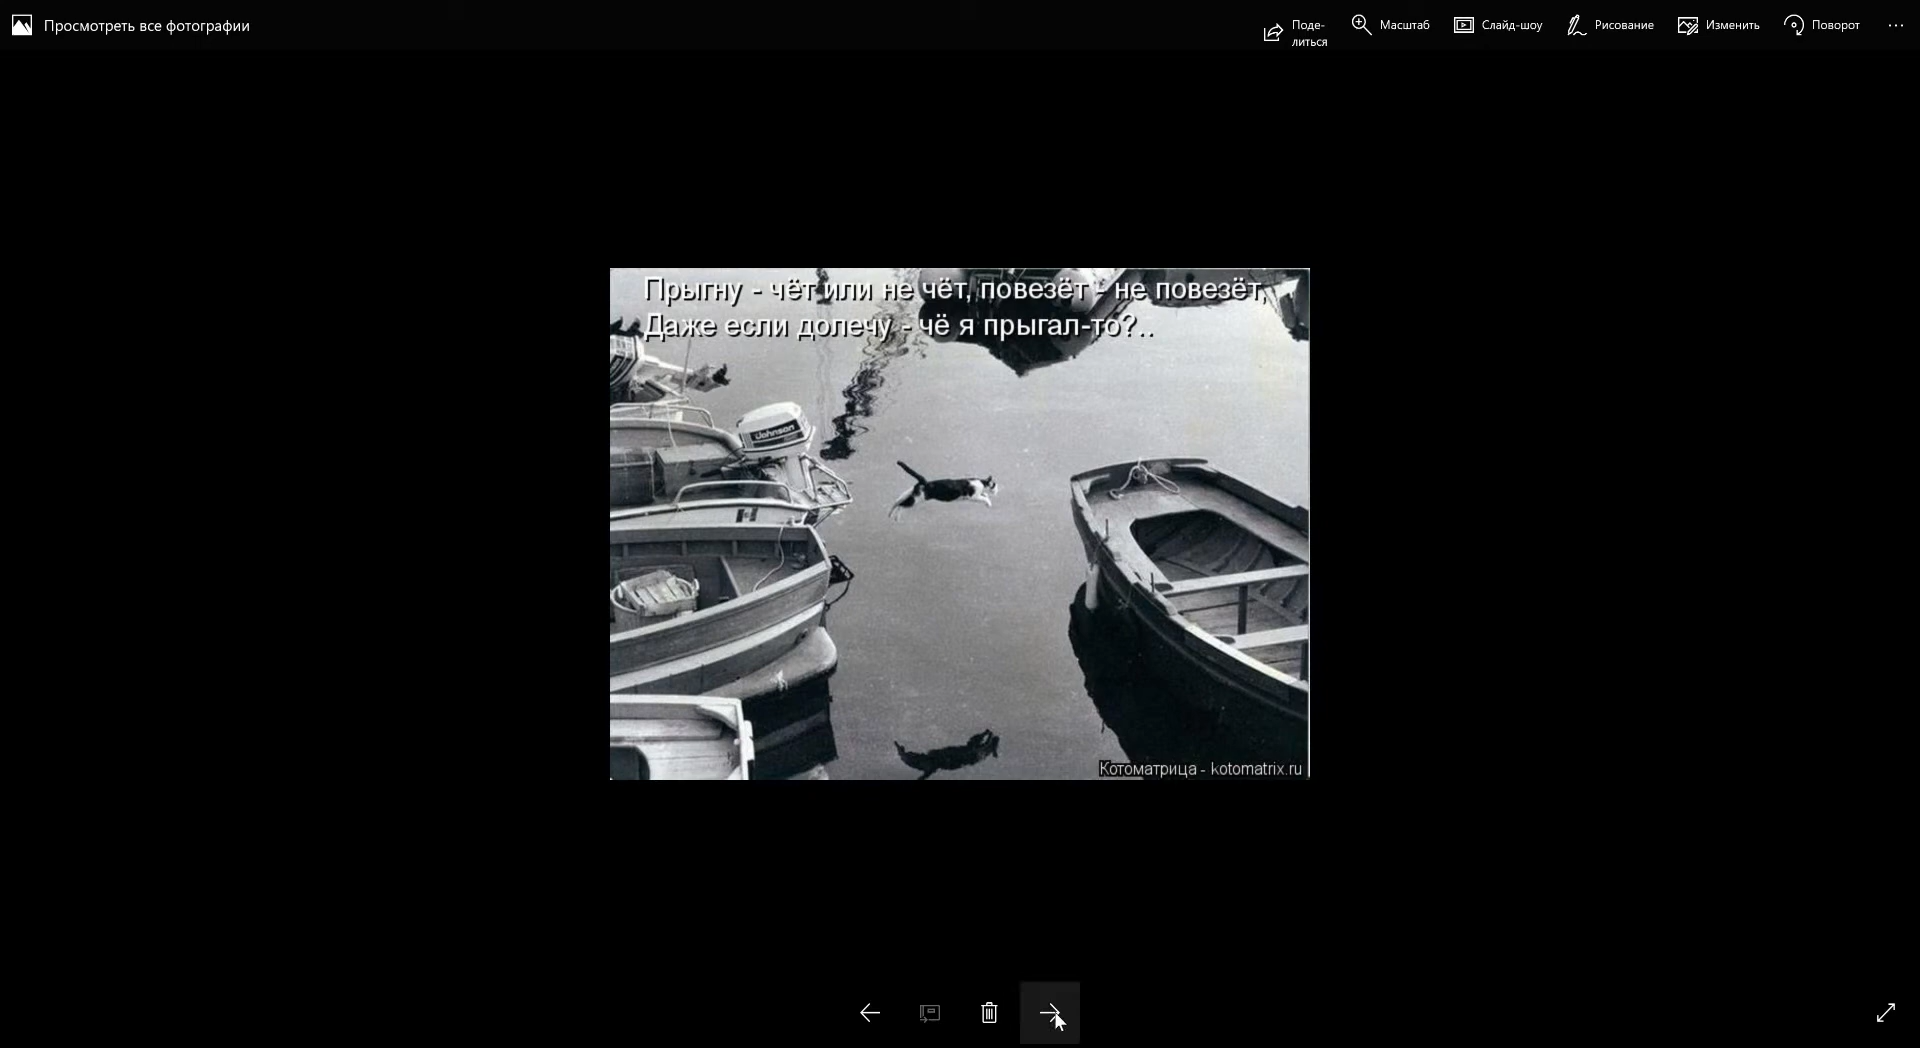 Просмотреть все фотографии
Поде-
литься
Масштаб
Слайд-шоу
Рисование
Изменить
Поворот
Прыгну - чёт или не чёт, повезёт - не повезёт,
Даже если долечу - чё я прыгал-то?..
Johnson
Котоматрица - kotomatrix.ru